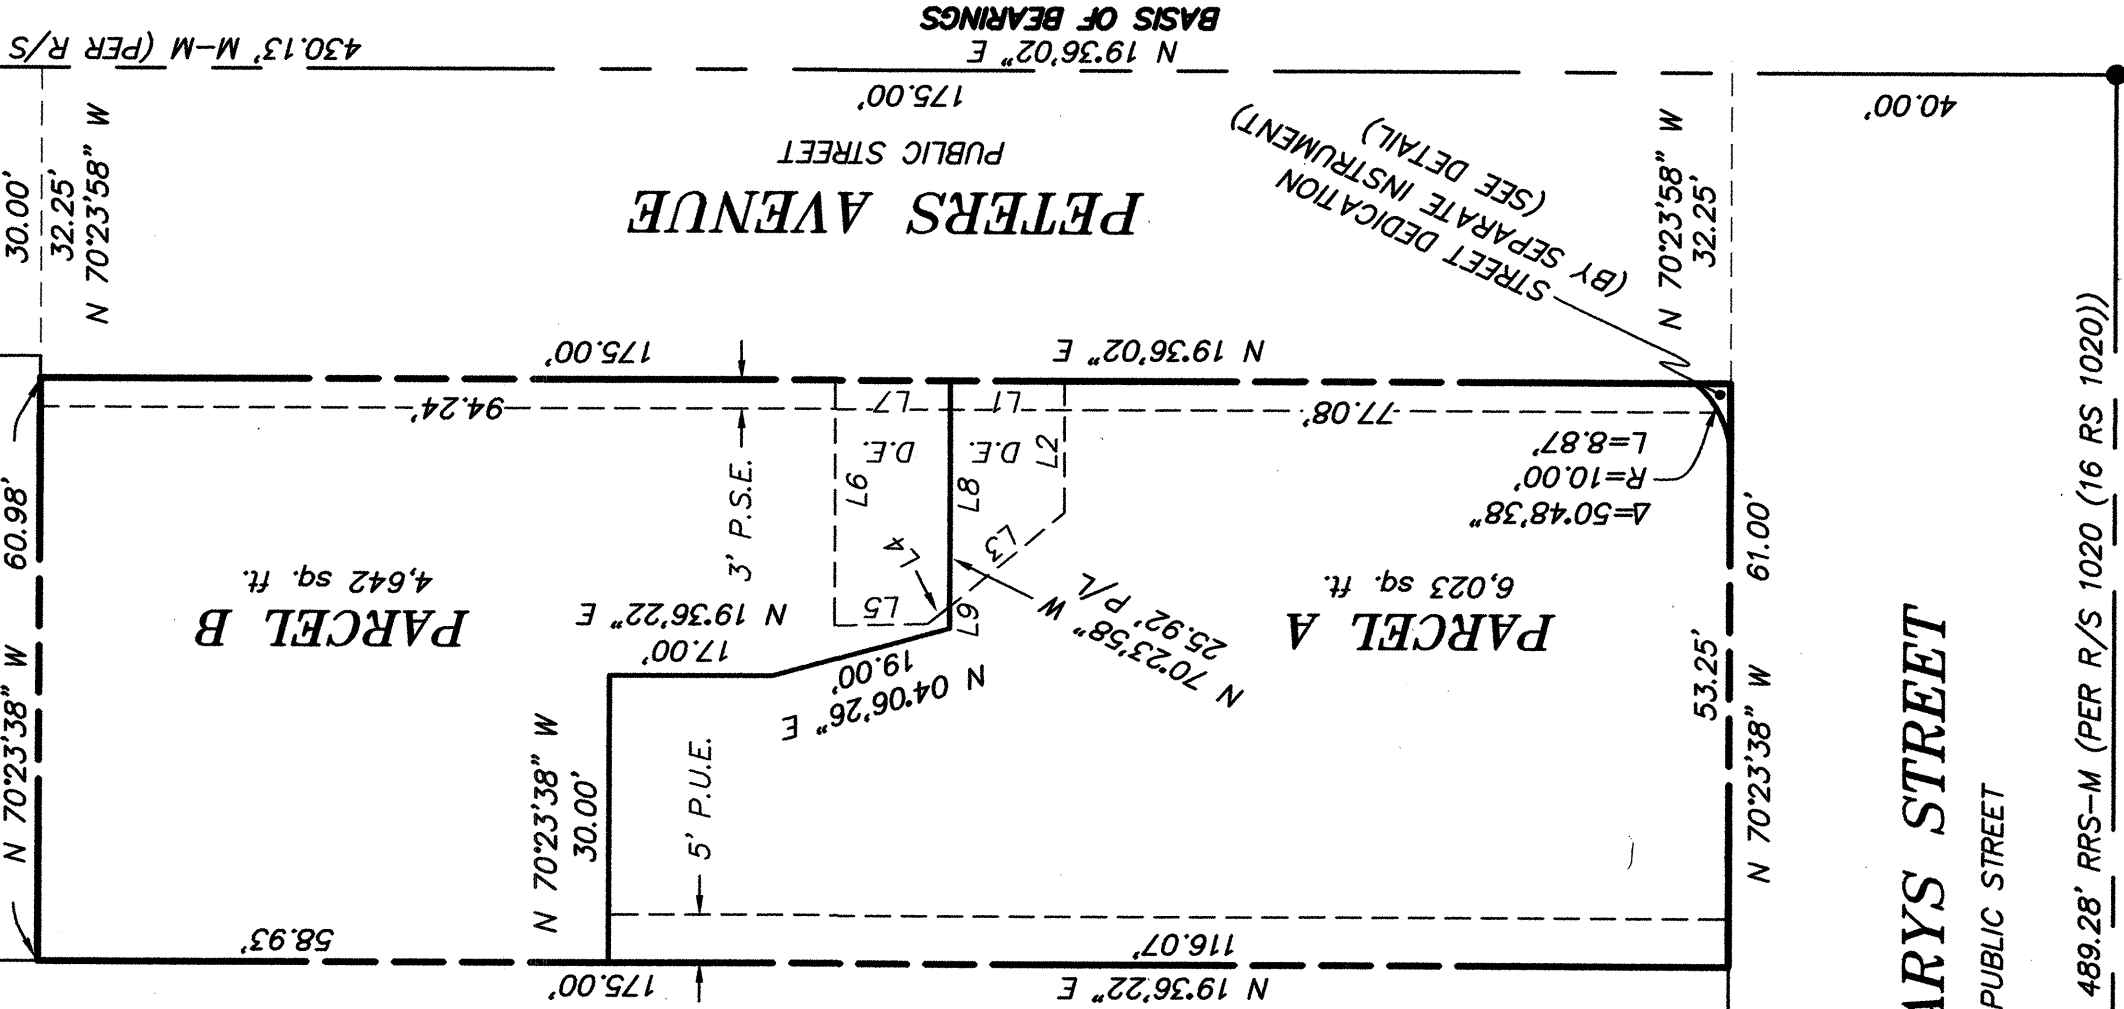 BASIS OF BEARINGS
N 19°36'02" E
430.13' M-M (PER R/S
175.00'
40.00'
PUBLIC STREET
PETERS AVENUE
STREET DEDICATION
(BY SEPARATE INSTRUMENT)
(SEE DETAIL)
30.00'
32.25'
N 70°23'58" W
N 70°23'58" W
32.25'
N 19°36'02" E
175.00'
94.24'
77.08'
L7
L1
D.E.
D.E.
L2
L6
L8
L3
L4
L5
L9
3' P.S.E.
L=8.87'
R=10.00'
Δ=50°48'38"
60.98'
N 70°23'38" W
61.00'
53.25'
N 70°23'38" W
PARCEL B
4,642 sq. ft.
PARCEL A
6,023 sq. ft.
N 19°36'22" E
17.00'
19.00'
N 04°06'26" E
N 70°23'58" W
25.92' P/L
N 70°23'38" W
30.00'
5' P.U.E.
58.93'
116.07'
175.00'
N 19°36'22" E
ARYS STREET
PUBLIC STREET
489.28' RRS-M (PER R/S 1020 (16 RS 1020))